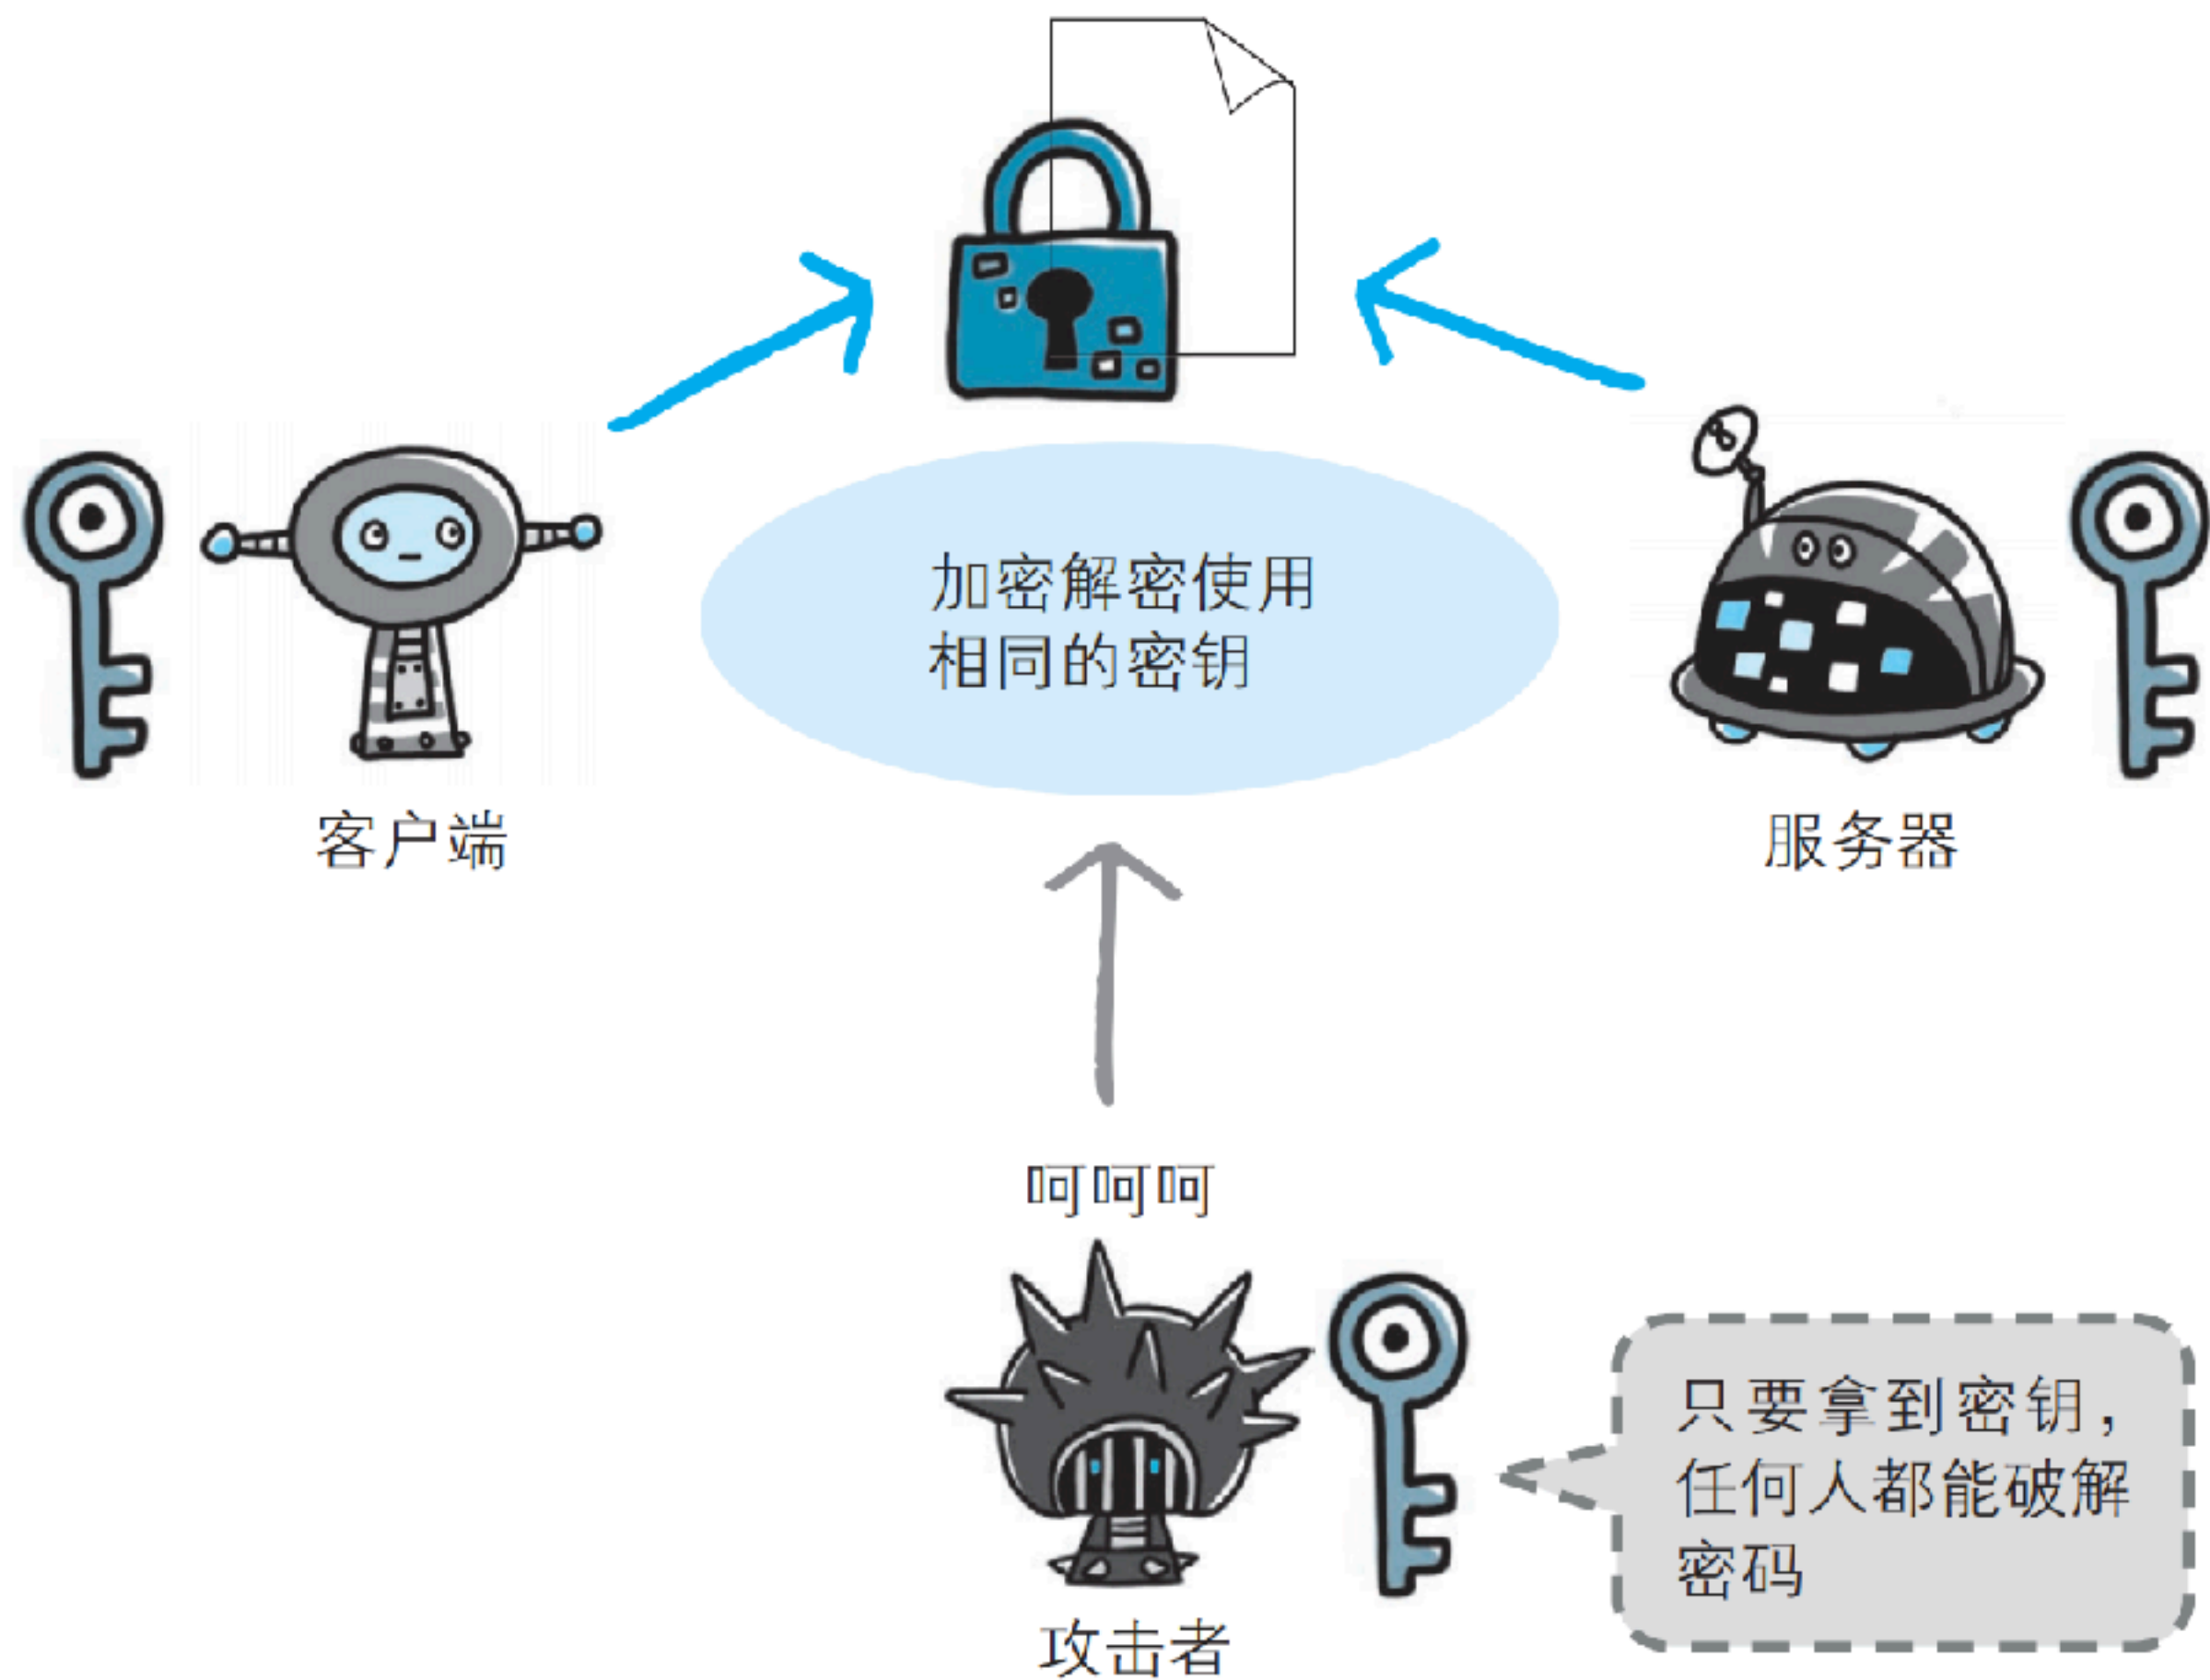 加密解密使用
相同的密钥
客户端
服务器
呵呵呵
只要拿到密钥，
任何人都能破解
密码
攻击者